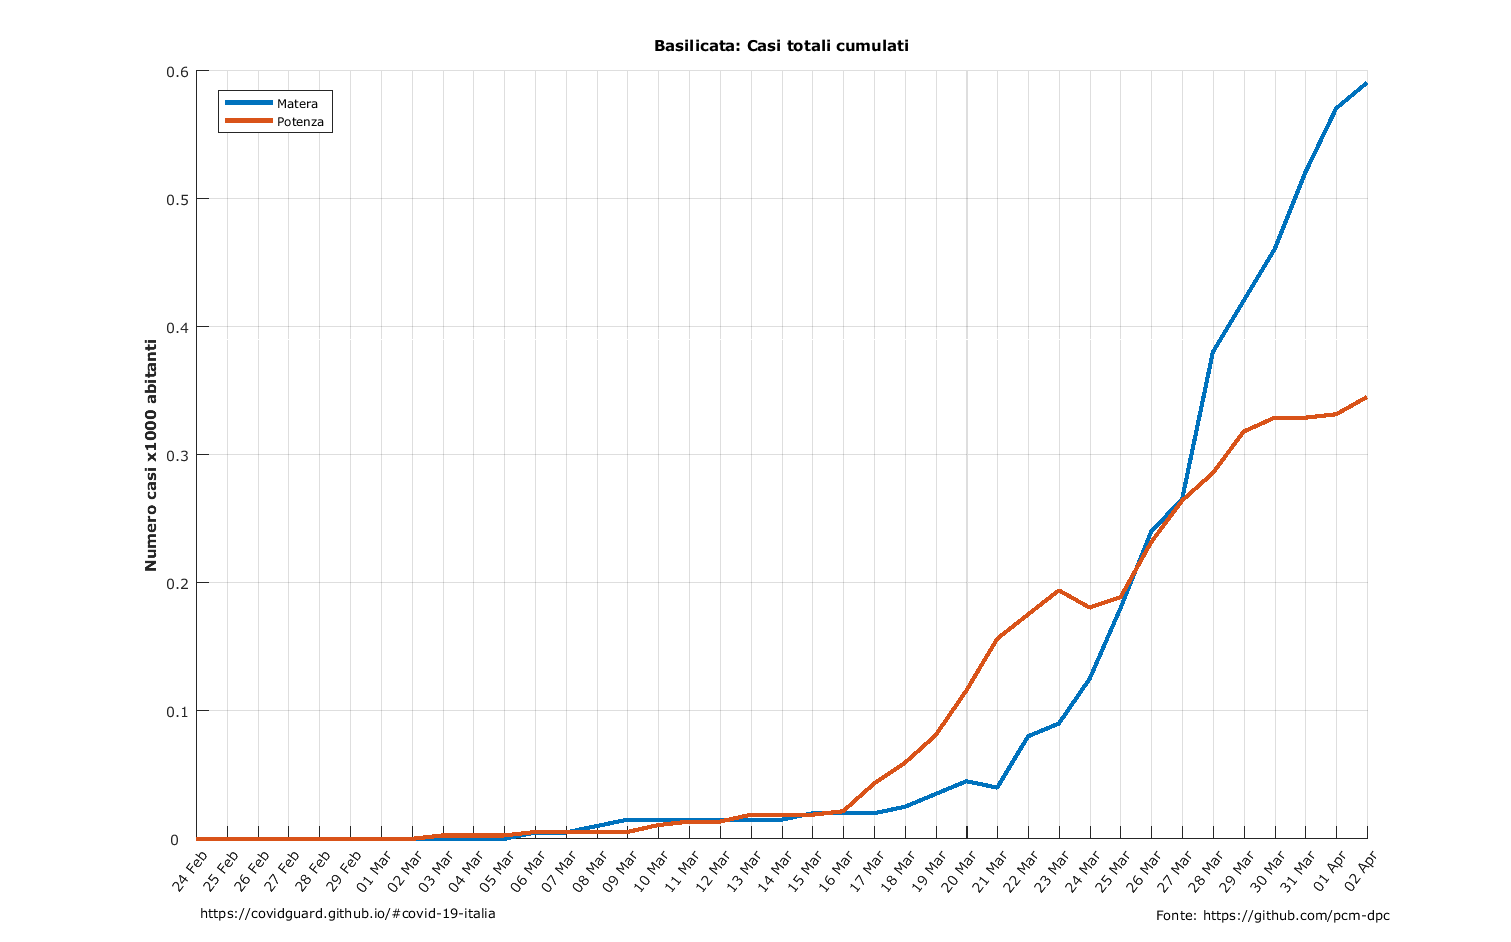 Basilicata: Casi totali cumulati
Matera
Potenza
Numero casi x1000 abitanti
0.6
0.5
0.4
0.3
0.2
0.1
0
24 Feb
25 Feb
26 Feb
27 Feb
28 Feb
29 Feb
01 Mar
02 Mar
03 Mar
04 Mar
05 Mar
06 Mar
07 Mar
08 Mar
09 Mar
10 Mar
11 Mar
12 Mar
13 Mar
14 Mar
15 Mar
16 Mar
17 Mar
18 Mar
19 Mar
20 Mar
21 Mar
22 Mar
23 Mar
24 Mar
25 Mar
26 Mar
27 Mar
28 Mar
29 Mar
30 Mar
31 Mar
01 Apr
02 Apr
https://covidguard.github.io/#covid-19-italia
Fonte: https://github.com/pcm-dpc